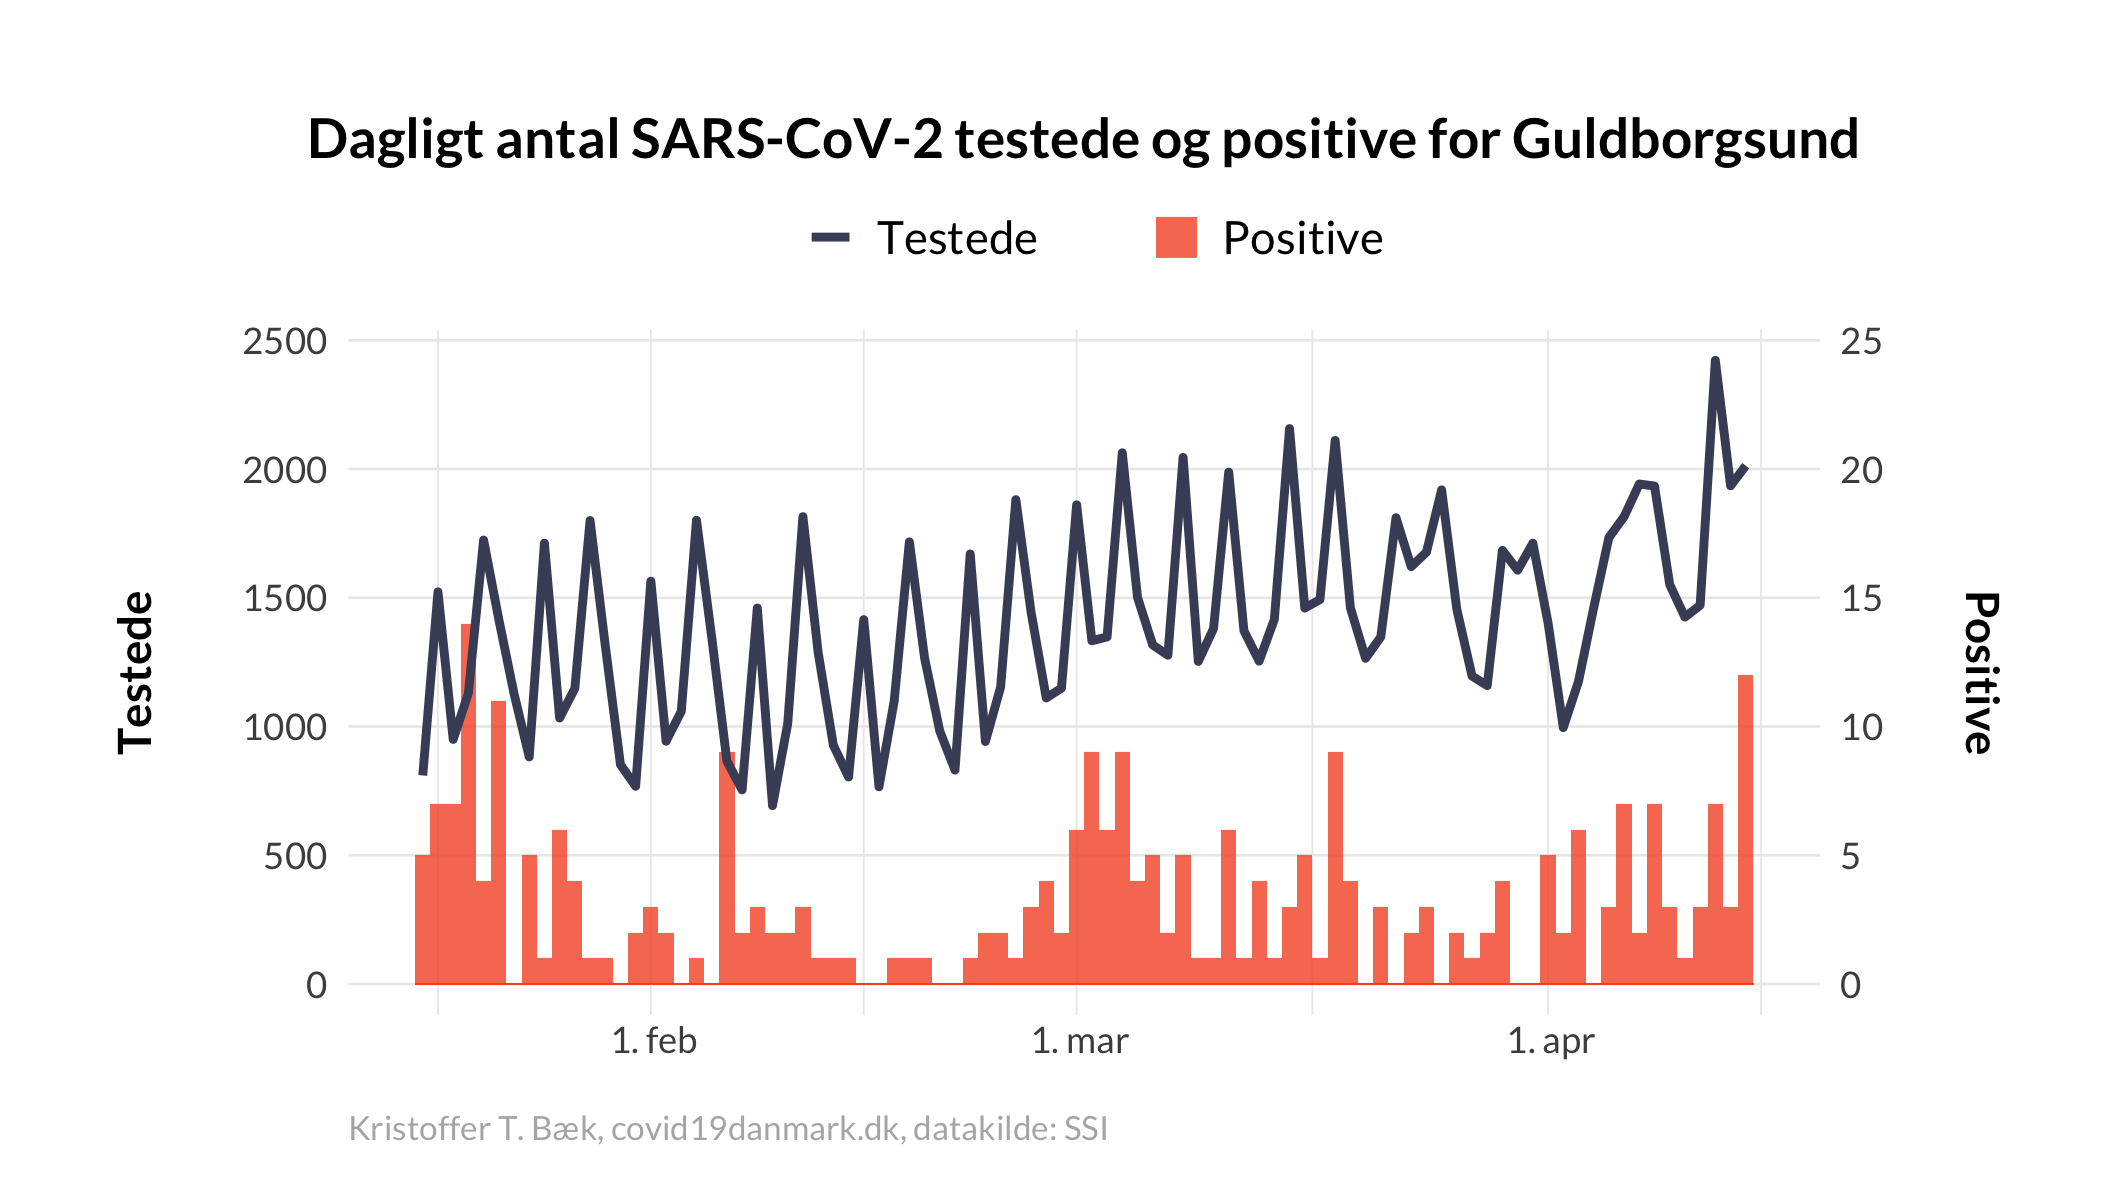 Dagligt antal SARS-CoV-2 testede og positive for Guldborgsund
Testede
Positive
2500
2000
1500
1000
500
0
25
20
15
10
5
0
Testede
Positive
1. feb
1. mar
1. apr
Kristoffer T. Bæk, covid19danmark.dk, datakilde: SSI